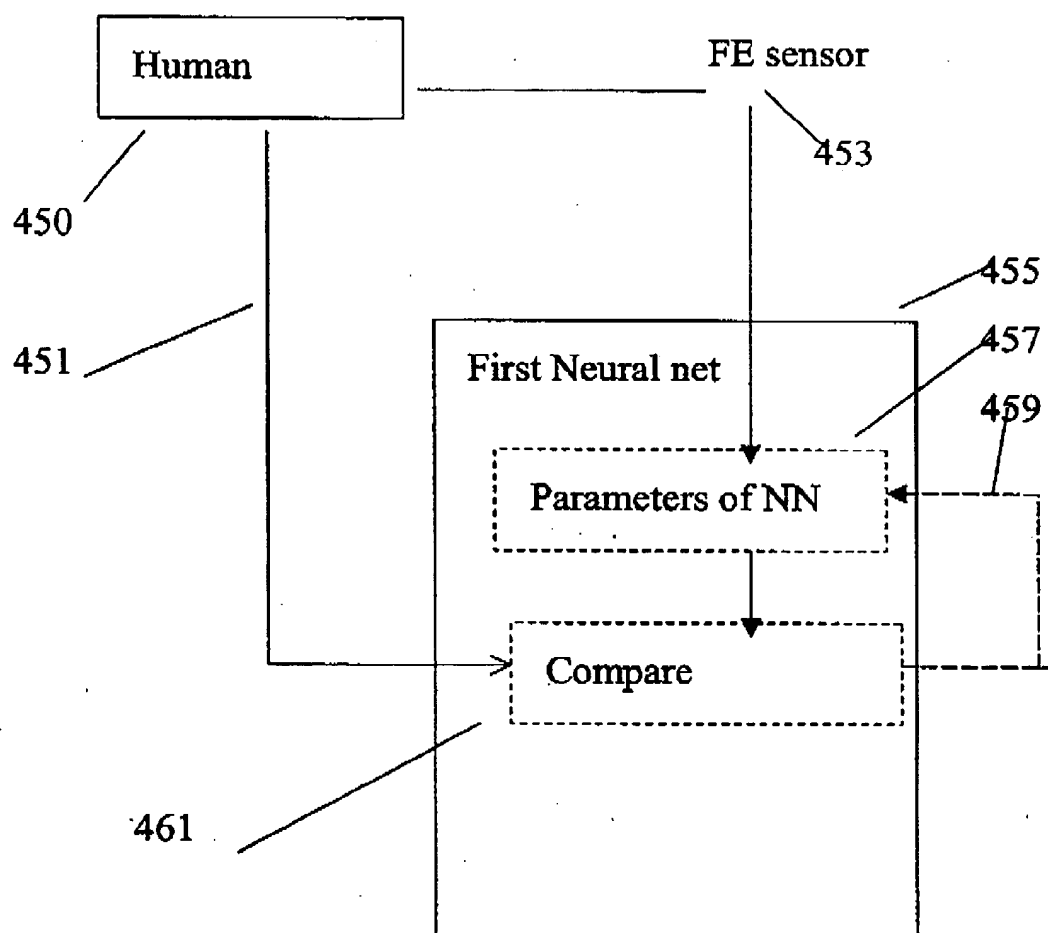 Human
FE sensor
453
450
455
451
457
First Neural net
459
Parameters of NN
Compare
461